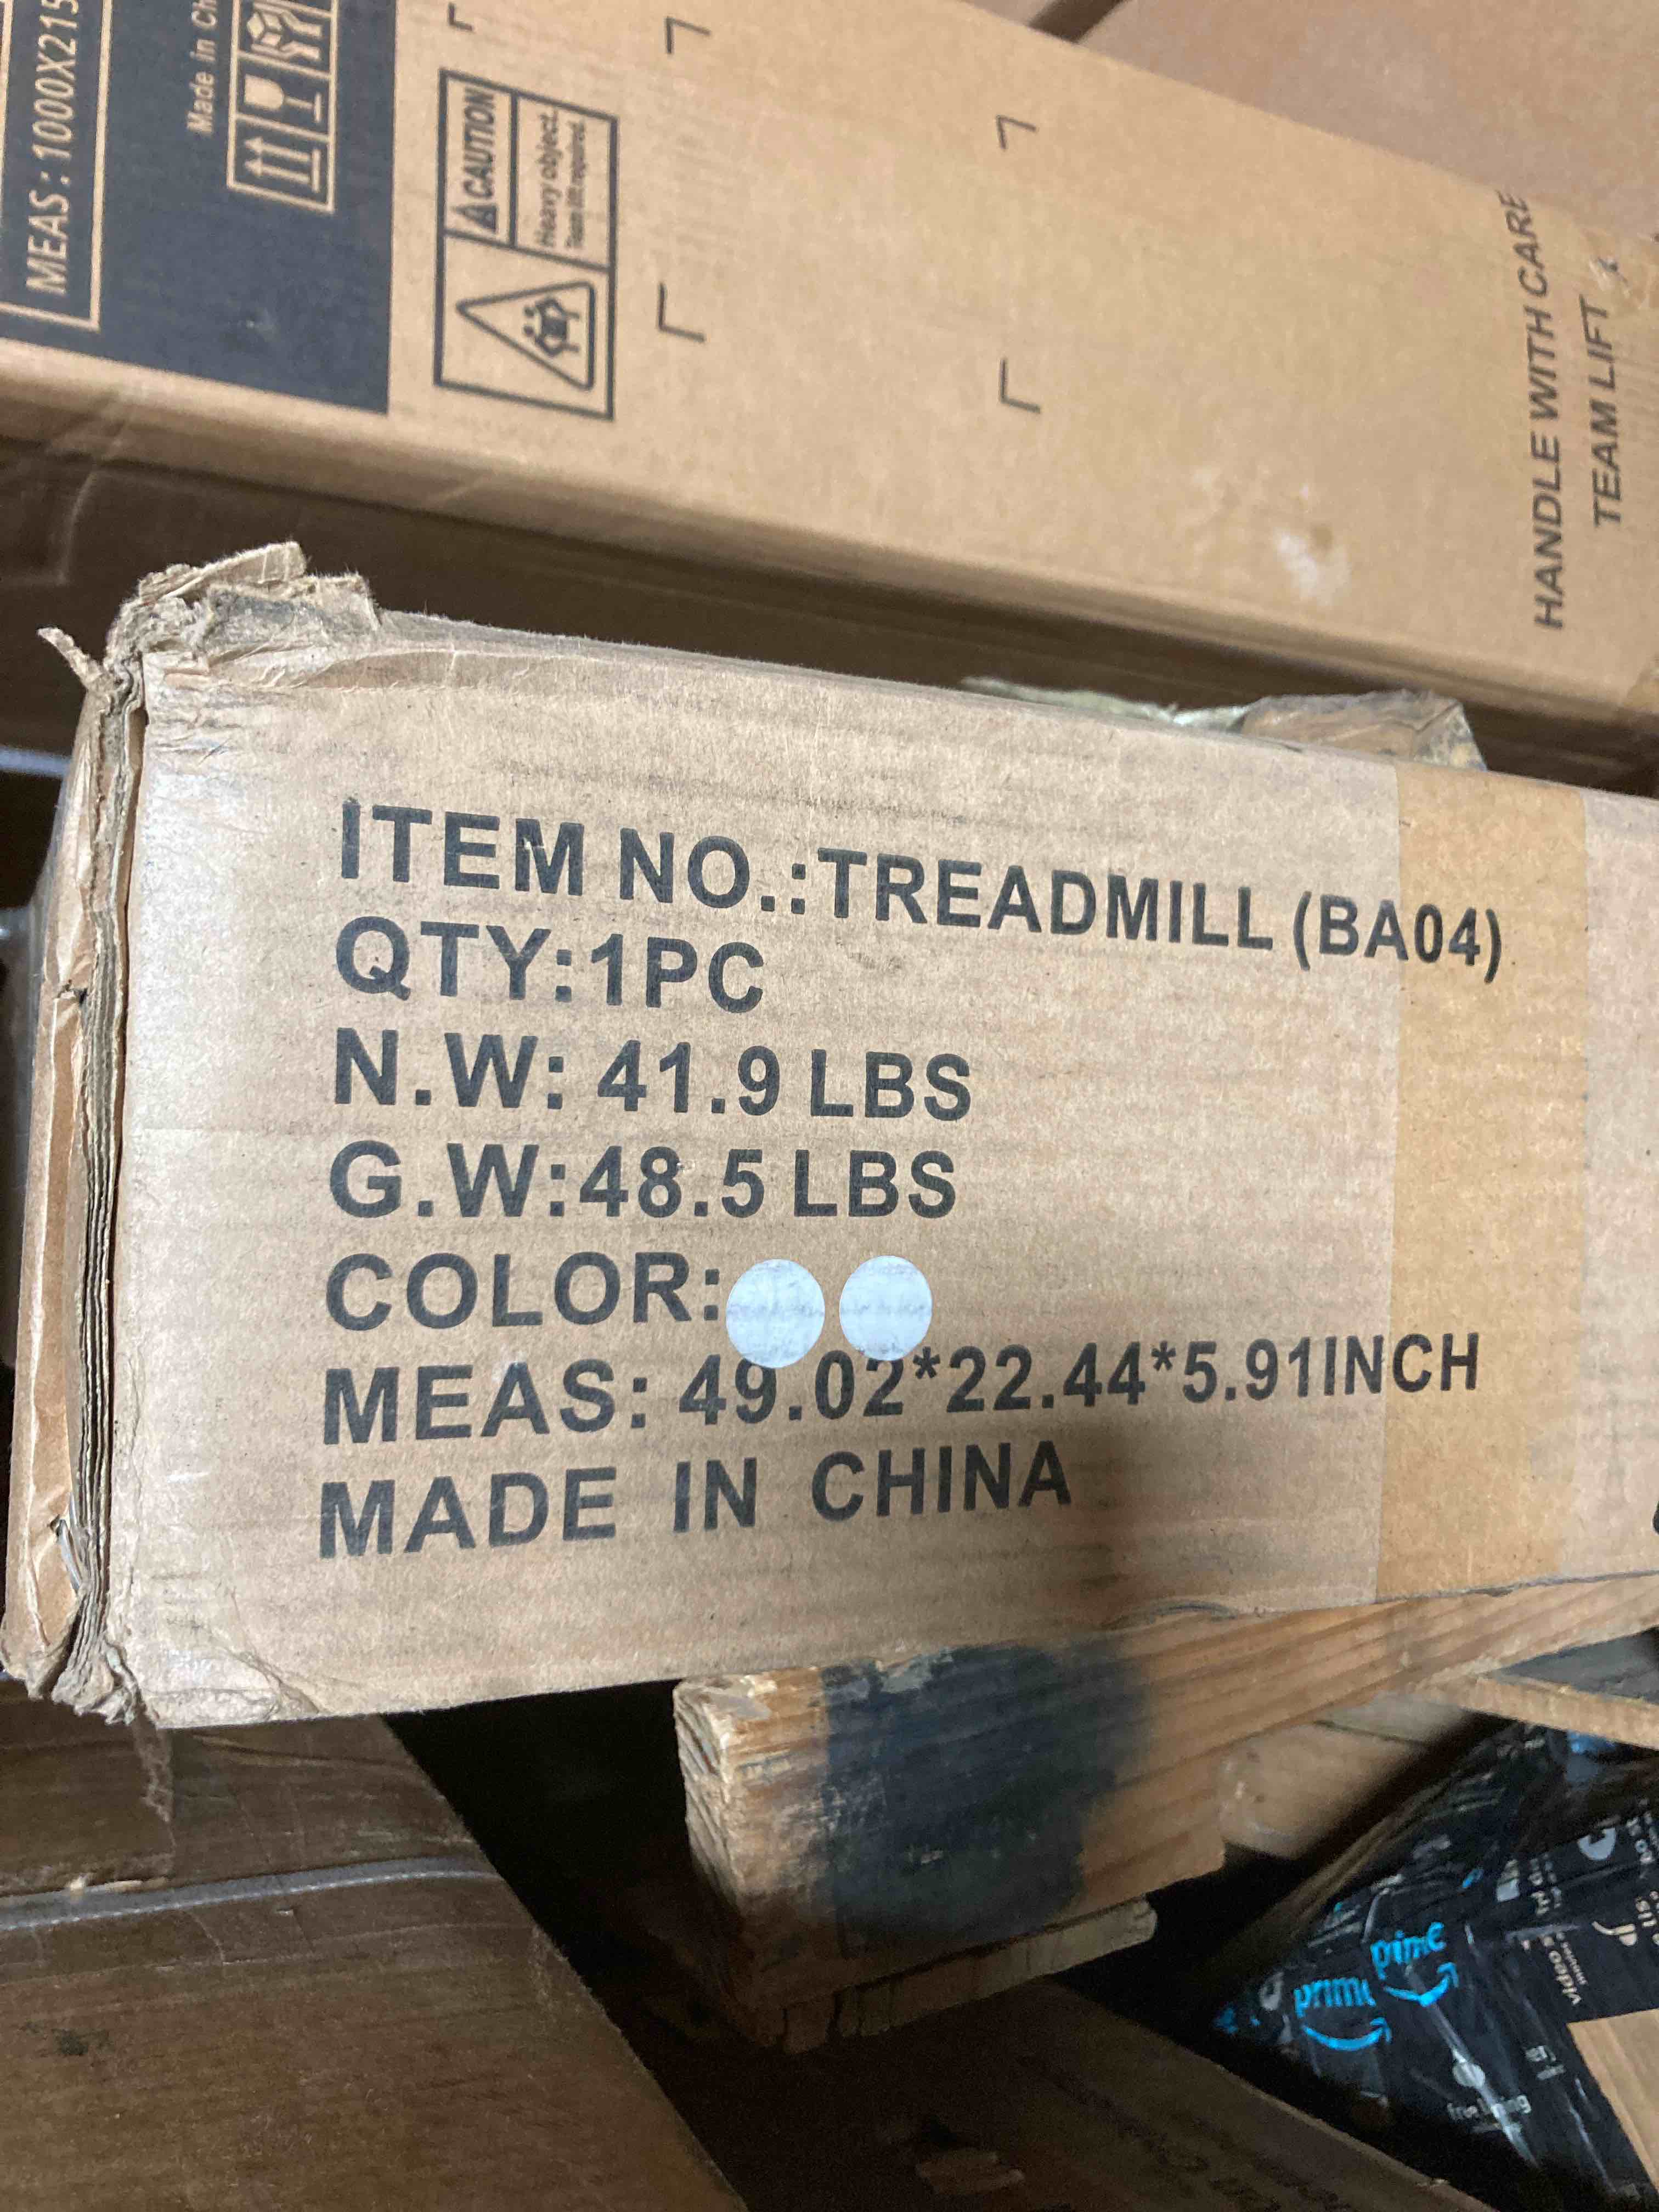 MEAS : 1000X215
Made in Ch
CAUTION
Heavy object.
Team lift required.
HANDLE WITH CARE
TEAM LIFT
ITEM NO.:TREADMILL (BA04)
QTY:1PC
N.W: 41.9 LBS
G.W:48.5 LBS
COLOR:
MEAS: 49.02*22.44*5.91INCH
MADE IN CHINA
prime
prime
video